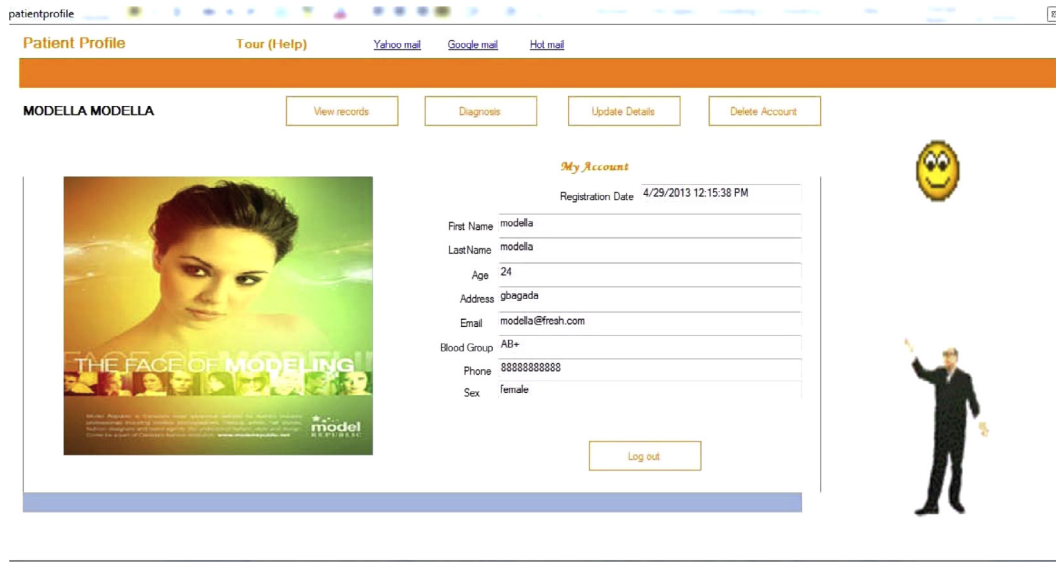 patientprofile
Patient Profile Tour (Help) Yahoo mail Google mail Hot mail
MODELLA MODELLA View records Diagnosis Update Details Delete Account
My Account
Registration Date 4/29/2013 12:15:38 PM
First Name modella
LastName modella
Age 24
Address gbagada
Email modella@fresh.com
Blood Group AB+
Phone 88888888888
Sex female
THE FACE OF MODELING
model
REPUBLIC
Log out